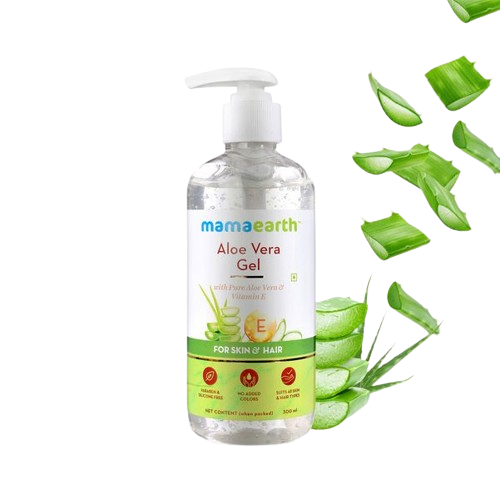 mamaearth™
Aloe Vera
Gel
with Pure Aloe Vera &
Vitamin E
E
FOR SKIN & HAIR
PARABEN &
SILICONE FREE
NO ADDED
COLORS
SUITS ALL SKIN
& HAIR TYPES
NET CONTENT (when packed) 300 ml